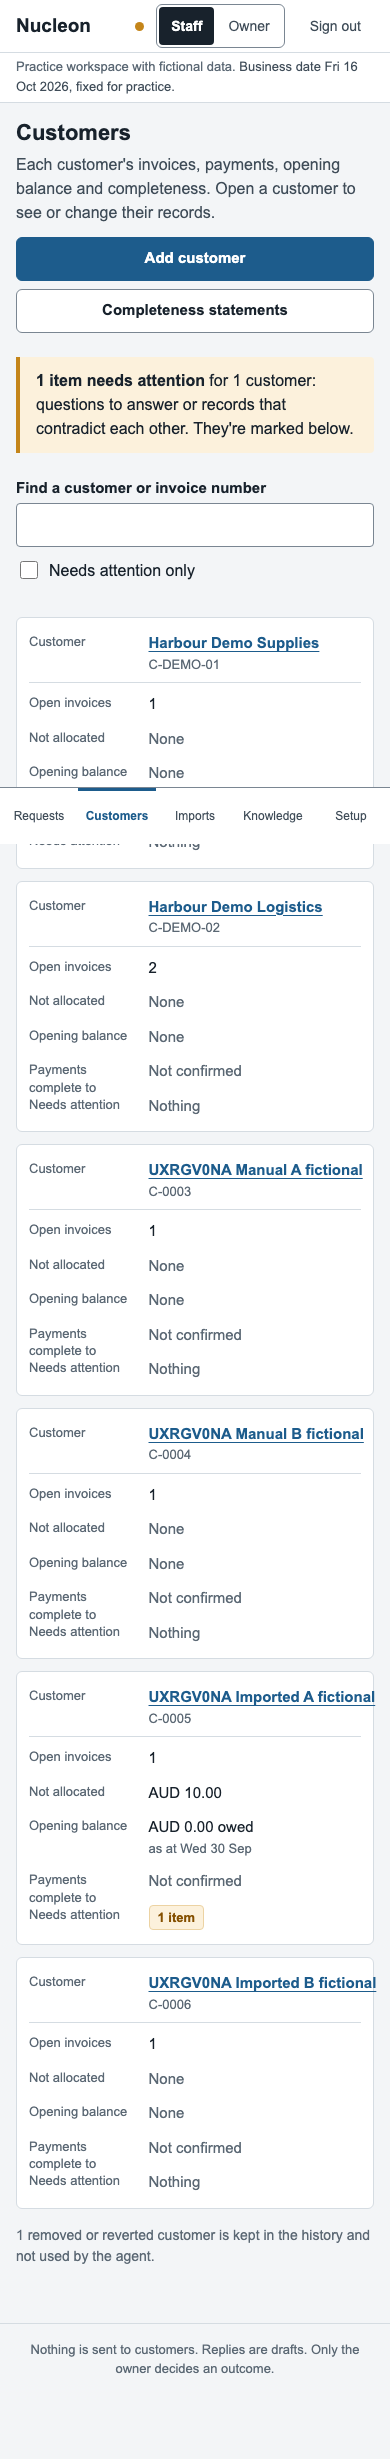 Nucleon
Staff
Owner
Sign out
Practice workspace with fictional data. Business date Fri 16
Oct 2026, fixed for practice.
Customers
Each customer's invoices, payments, opening
balance and completeness. Open a customer to
see or change their records.
Add customer
Completeness statements
1 item needs attention for 1 customer:
questions to answer or records that
contradict each other. They're marked below.
Find a customer or invoice number
Needs attention only
Customer
Harbour Demo Supplies
C-DEMO-01
Open invoices
1
Not allocated
None
Opening balance
None
Requests
Customers
Imports
Knowledge
Setup
Needs attention
Nothing
Customer
Harbour Demo Logistics
C-DEMO-02
Open invoices
2
Not allocated
None
Opening balance
None
Payments
complete to
Not confirmed
Needs attention
Nothing
Customer
UXRGV0NA Manual A fictional
C-0003
Open invoices
1
Not allocated
None
Opening balance
None
Payments
complete to
Not confirmed
Needs attention
Nothing
Customer
UXRGV0NA Manual B fictional
C-0004
Open invoices
1
Not allocated
None
Opening balance
None
Payments
complete to
Not confirmed
Needs attention
Nothing
Customer
UXRGV0NA Imported A fictional
C-0005
Open invoices
1
Not allocated
AUD 10.00
Opening balance
AUD 0.00 owed
as at Wed 30 Sep
Payments
complete to
Not confirmed
Needs attention
1 item
Customer
UXRGV0NA Imported B fictional
C-0006
Open invoices
1
Not allocated
None
Opening balance
None
Payments
complete to
Not confirmed
Needs attention
Nothing
1 removed or reverted customer is kept in the history and
not used by the agent.
Nothing is sent to customers. Replies are drafts. Only the
owner decides an outcome.